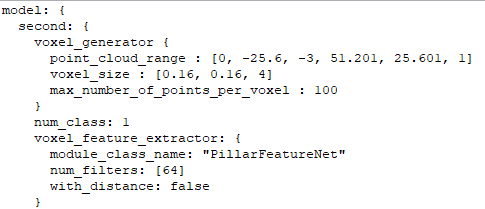 model: {
  second: {
    voxel_generator {
      point_cloud_range : [0, -25.6, -3, 51.201, 25.601, 1]
      voxel_size : [0.16, 0.16, 4]
      max_number_of_points_per_voxel : 100
    }
    num_class: 1
    voxel_feature_extractor: {
      module_class_name: "PillarFeatureNet"
      num_filters: [64]
      with_distance: false
    }